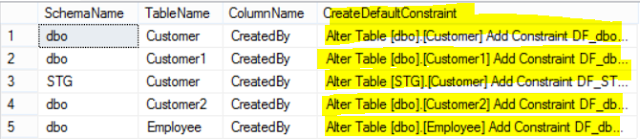 SchemaName TableName ColumnName CreateDefaultConstraint
1 dbo Customer CreatedBy Alter Table [dbo].[Customer] Add Constraint DF_dbo...
2 dbo Customer1 CreatedBy Alter Table [dbo].[Customer1] Add Constraint DF_db...
3 STG Customer CreatedBy Alter Table [STG].[Customer] Add Constraint DF_ST...
4 dbo Customer2 CreatedBy Alter Table [dbo].[Customer2] Add Constraint DF_db...
5 dbo Employee CreatedBy Alter Table [dbo].[Employee] Add Constraint DF_db...